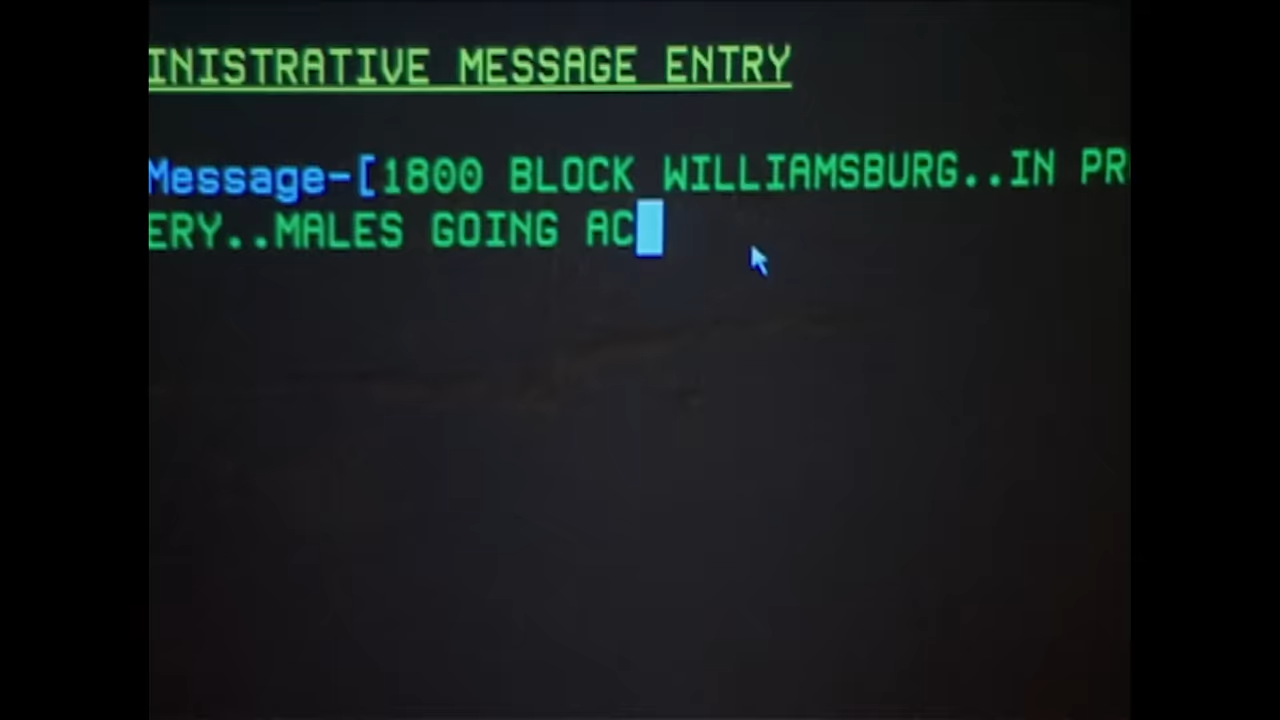 INISTRATIVE MESSAGE ENTRY
Message-[1800 BLOCK WILLIAMSBURG..IN PR
ERY..MALES GOING AC